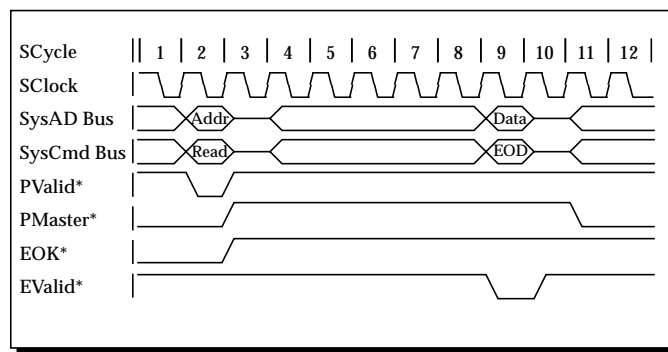 SCycle 1 2 3 4 5 6 7 8 9 10 11 12
SClock
SysAD Bus Addr Data
SysCmd Bus Read EOD
PValid*
PMaster*
EOK*
EValid*